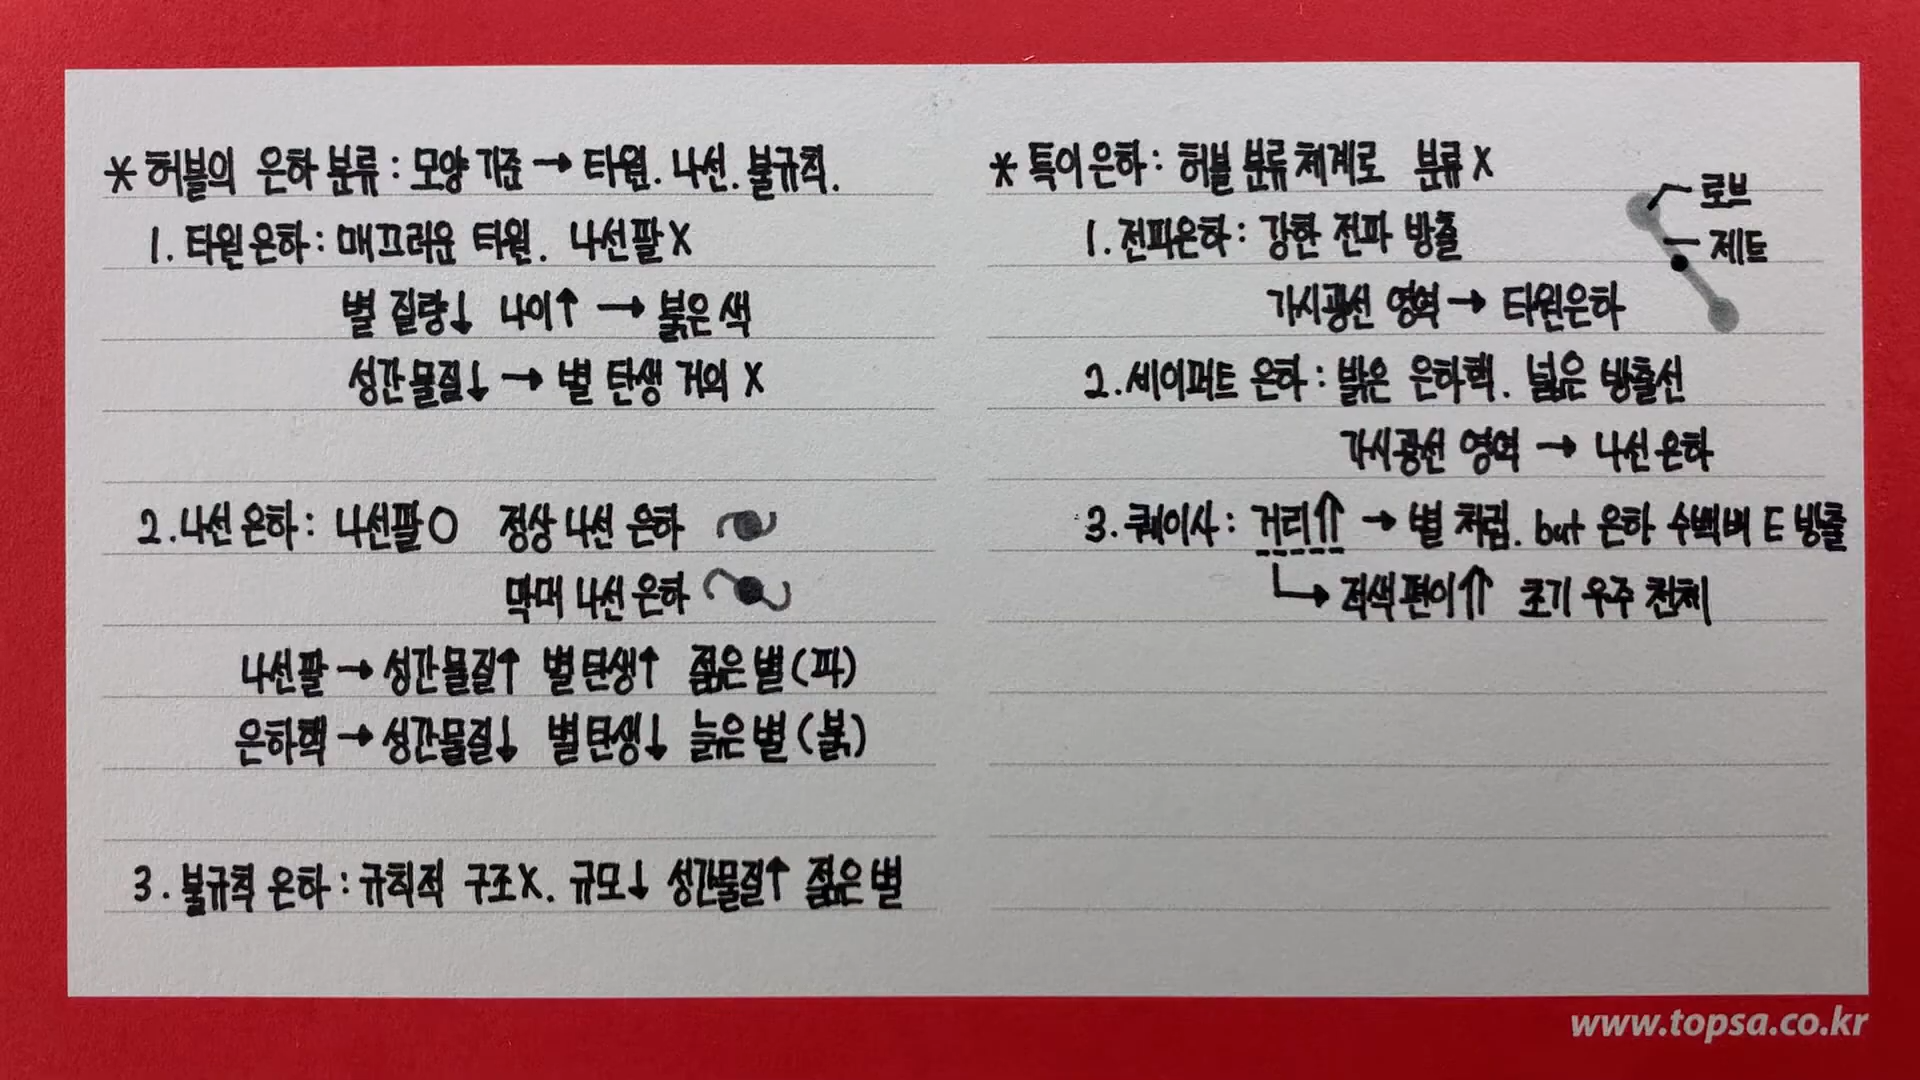 * 허블의 은하 분류 : 모양 기준 → 타원. 나선. 불규칙.
1. 타원은하 : 매끄러운 타원. 나선팔 X
별 질량↓ 나이↑ → 붉은 색
성간물질↓ → 별 탄생 거의 X
2. 나선 은하 : 나선팔 O 정상 나선 은하
막대 나선 은하
나선팔 → 성간물질↑ 별 탄생↑ 젊은 별 (파)
은하핵 → 성간물질↓ 별 탄생↓ 늙은 별 (붉)
3. 불규칙 은하 : 규칙적 구조 X. 규모↓ 성간물질↑ 젊은 별
* 특이 은하 : 허블 분류 체계로 분류 X
로브
1. 전파은하 : 강한 전파 방출
제트
가시광선 영역 → 타원은하
2. 세이퍼트 은하 : 밝은 은하핵. 넓은 방출선
가시광선 영역 → 나선 은하
3. 퀘이사 : 거리⇑ → 별 처럼. but 은하 수백배 E 방출
↳ 적색 편이⇑ 초기 우주 천체
www.topsa.co.kr